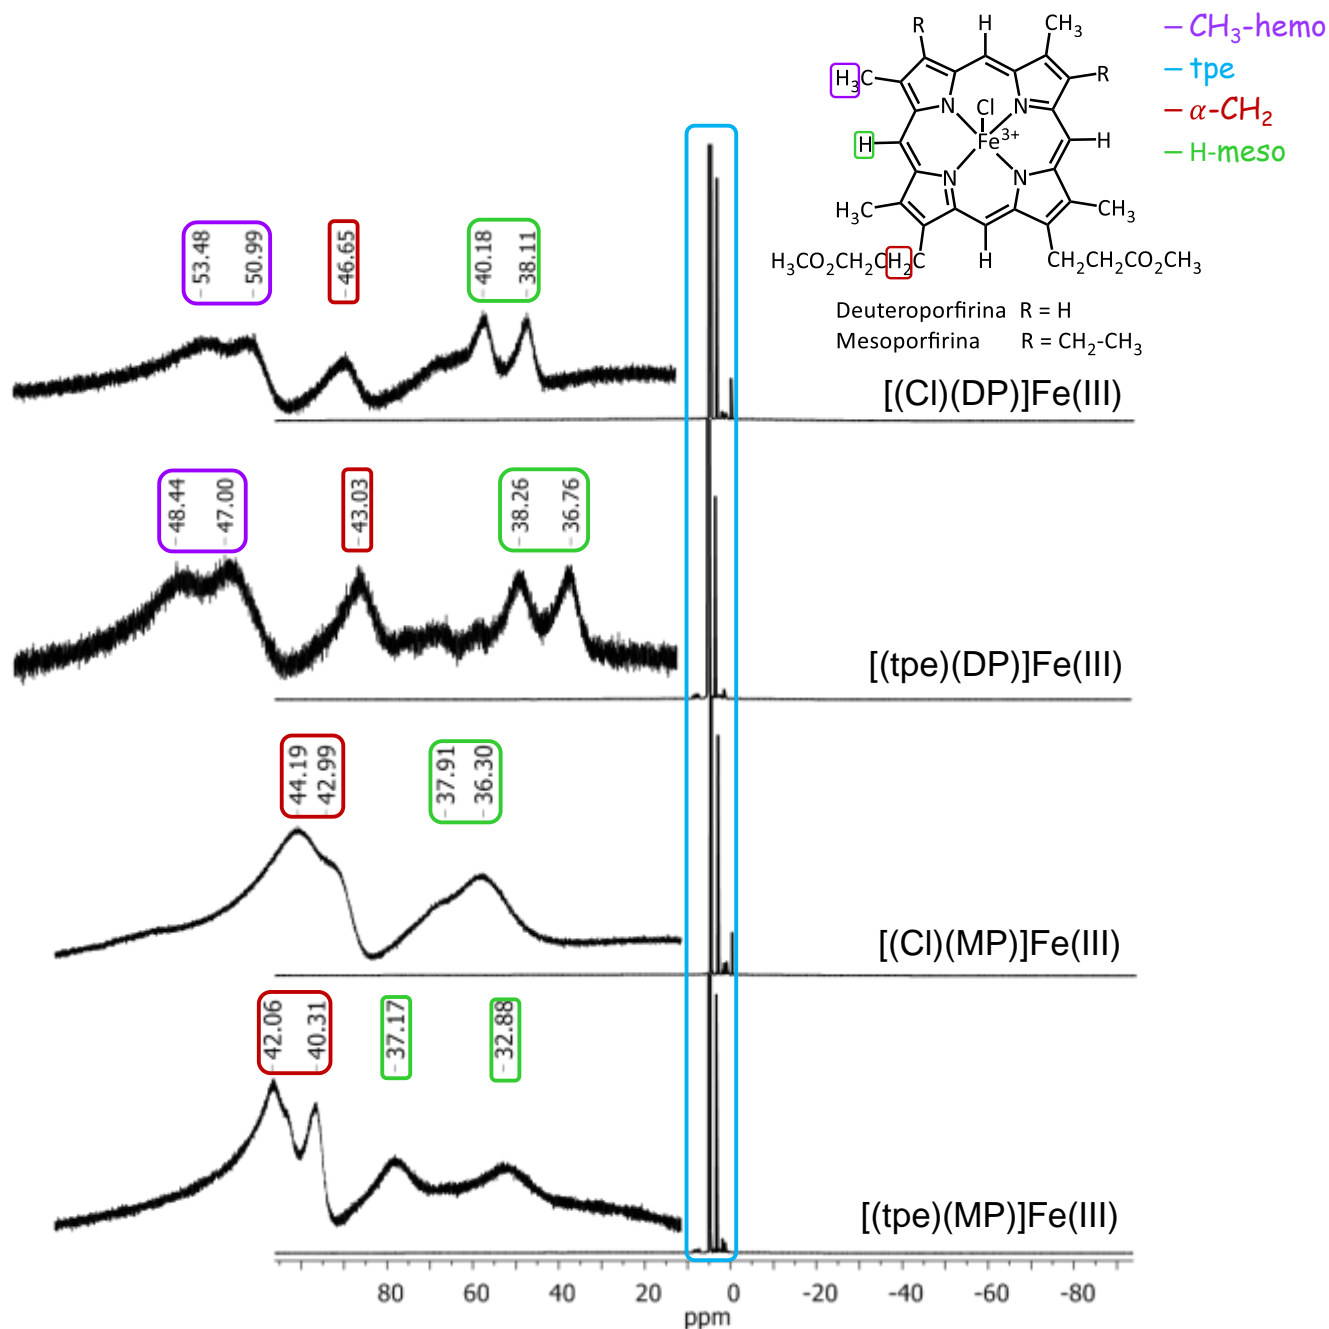 R
H
CH3
– CH3-hemo
– tpe
– α-CH2
– H-meso
H3C
R
N
Cl
N
H
Fe3+
H
N
N
H3C
CH3
H3CO2CH2CH2C
H
CH2CH2CO2CH3
Deuteroporfirina R = H
Mesoporfirina R = CH2-CH3
-53.48
-50.99
-46.65
-40.18
-38.11
[(Cl)(DP)]Fe(III)
-48.44
-47.00
-43.03
-38.26
-36.76
[(tpe)(DP)]Fe(III)
-44.19
-42.99
-37.91
-36.30
[(Cl)(MP)]Fe(III)
-42.06
-40.31
-37.17
-32.88
[(tpe)(MP)]Fe(III)
80 60 40 20 0 -20 -40 -60 -80
ppm